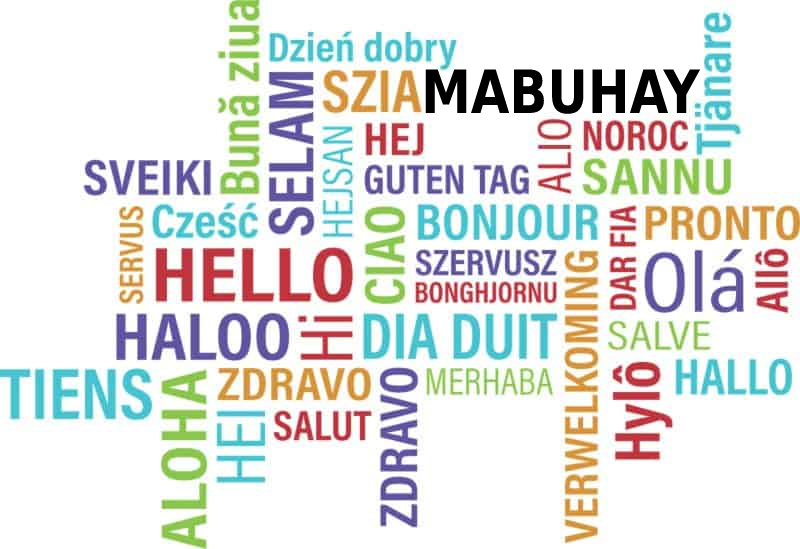 Bună ziua
Dzień dobry
Tjänare
SELAM
SZIA
MABUHAY
HEJSAN
HEJ
ALIO
NOROC
SVEIKI
GUTEN TAG
SANNU
SERVUS
Cześć
CIAO
BONJOUR
DAR FIA
PRONTO
HELLO
SZERVUSZ
BONGHJORNU
VERWELKOMING
Olá
Allô
HALOO
Hi
DIA DUIT
SALVE
TIENS
ALOHA
ZDRAVO
ZDRAVO
MERHABA
Hylô
HALLO
HEI
SALUT